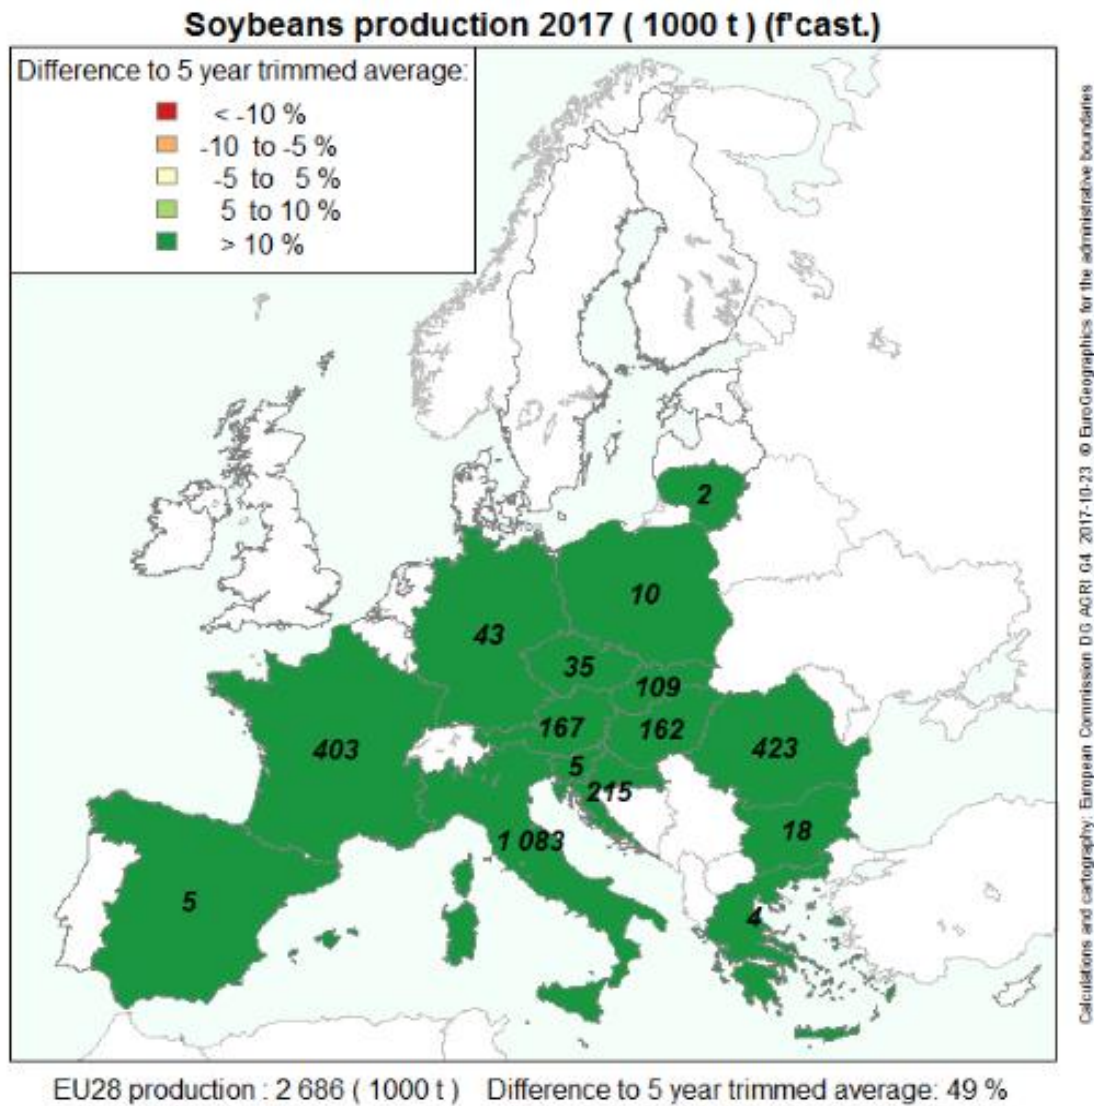 Soybeans production 2017 ( 1000 t ) (f'cast.)
Difference to 5 year trimmed average:
< -10 %
-10 to -5 %
-5 to 5 %
5 to 10 %
> 10 %
2
10
43
35
109
167
162
403
423
5
215
18
1 083
5
4
Calculations and cartography: European Commission DG AGRI G4 2017-10-23 © EuroGeographics for the administrative boundaries
EU28 production : 2 686 ( 1000 t ) Difference to 5 year trimmed average: 49 %